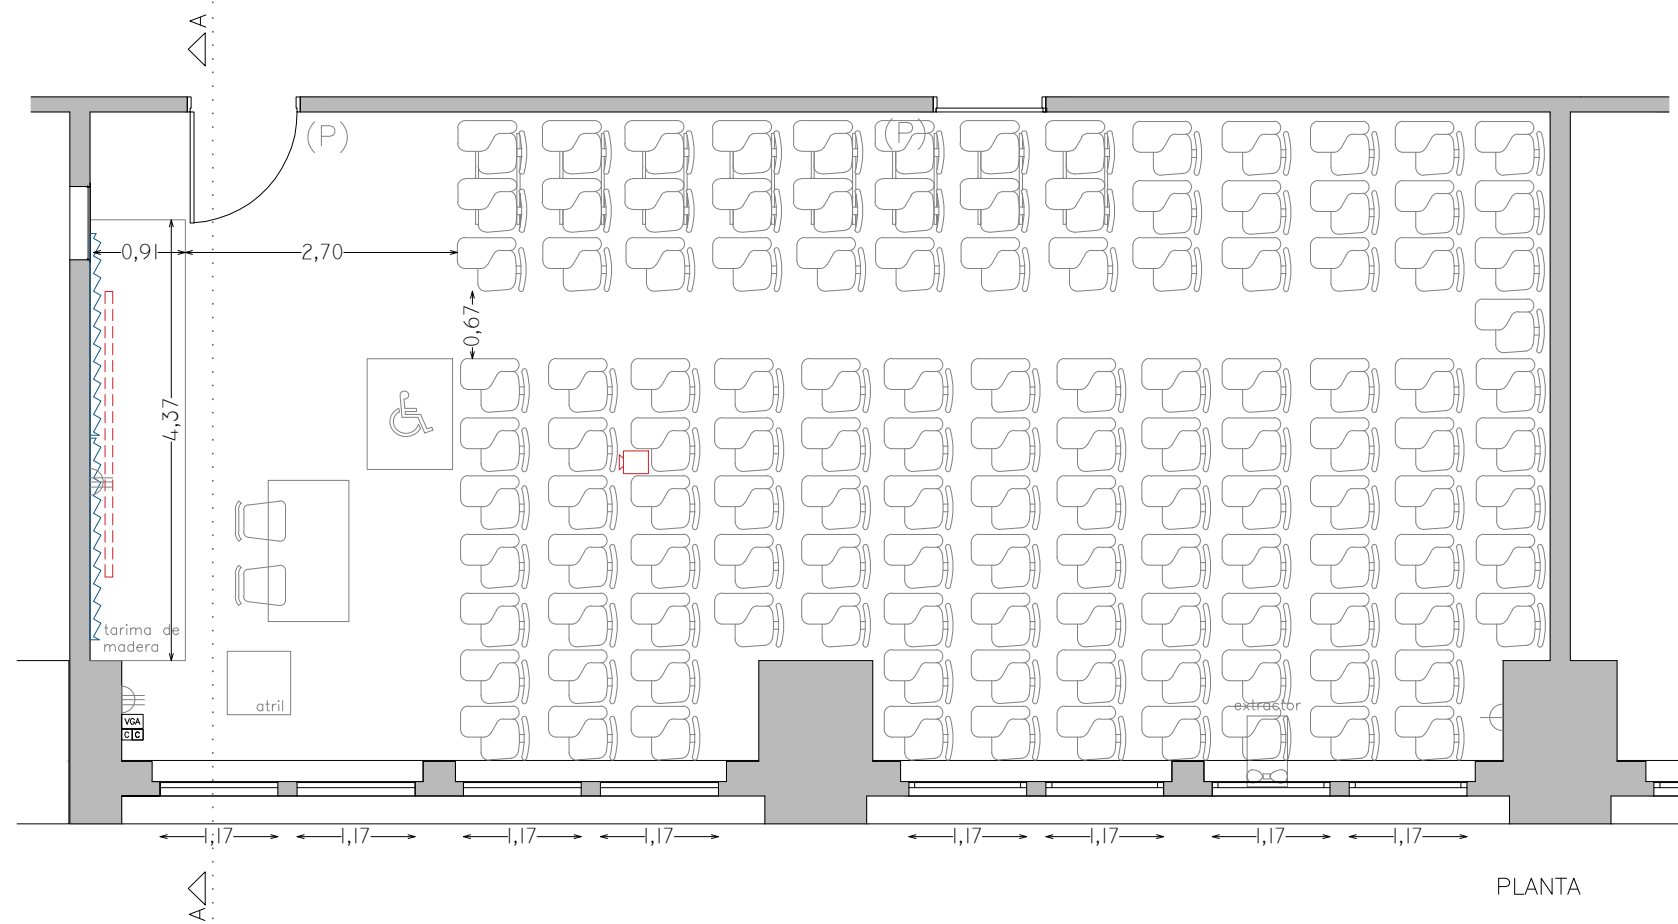 A
(P)
(P)
0,91
2,70
0,67
4,37
tarima de
madera
atril
extractor
VGA
C C
1,17
1,17
1,17
1,17
1,17
1,17
1,17
1,17
A
PLANTA